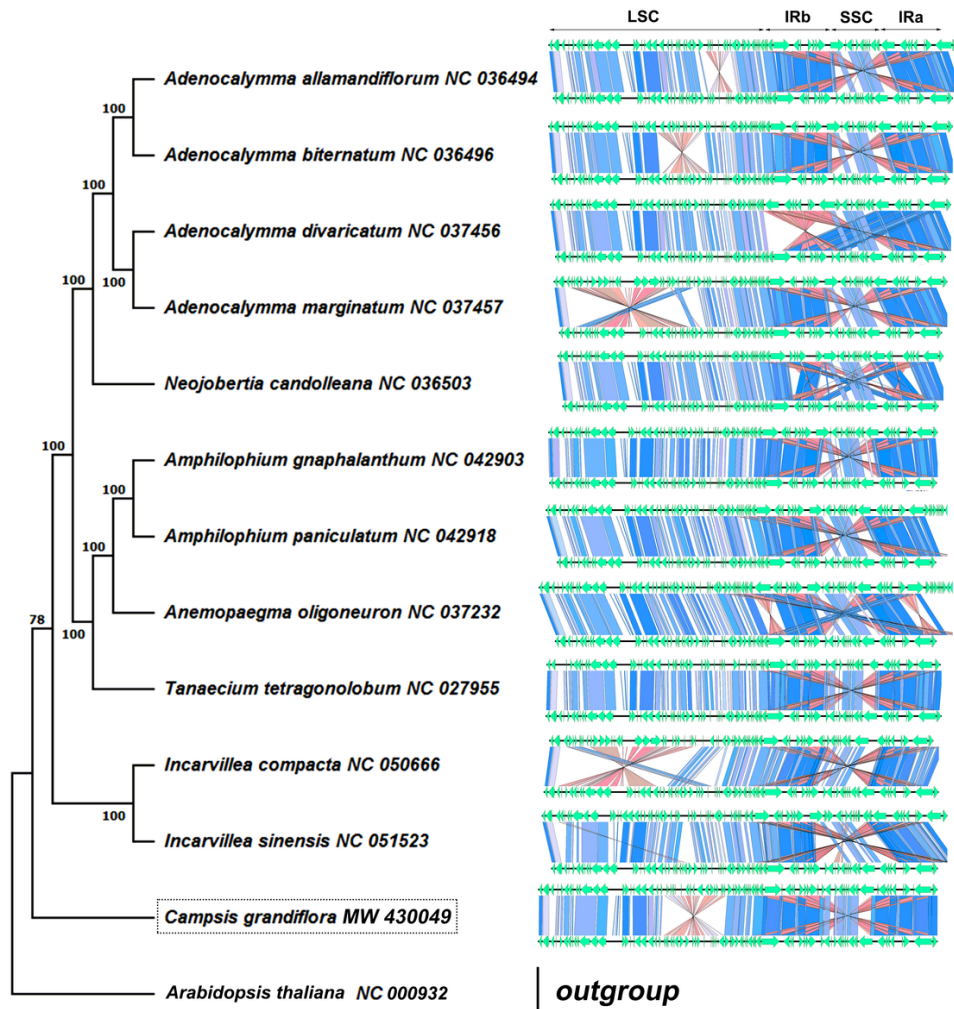 LSC IRb SSC IRa
Adenocalymma allamandiflorum NC 036494
100
Adenocalymma biternatum NC 036496
100
Adenocalymma divaricatum NC 037456
100
100
Adenocalymma marginatum NC 037457
Neojobertia candolleana NC 036503
100
Amphilophium gnaphalanthum NC 042903
100
Amphilophium paniculatum NC 042918
100
Anemopaegma oligoneuron NC 037232
78
100
Tanaecium tetragonolobum NC 027955
Incarvillea compacta NC 050666
100
Incarvillea sinensis NC 051523
Campsis grandiflora MW 430049
Arabidopsis thaliana NC 000932
outgroup